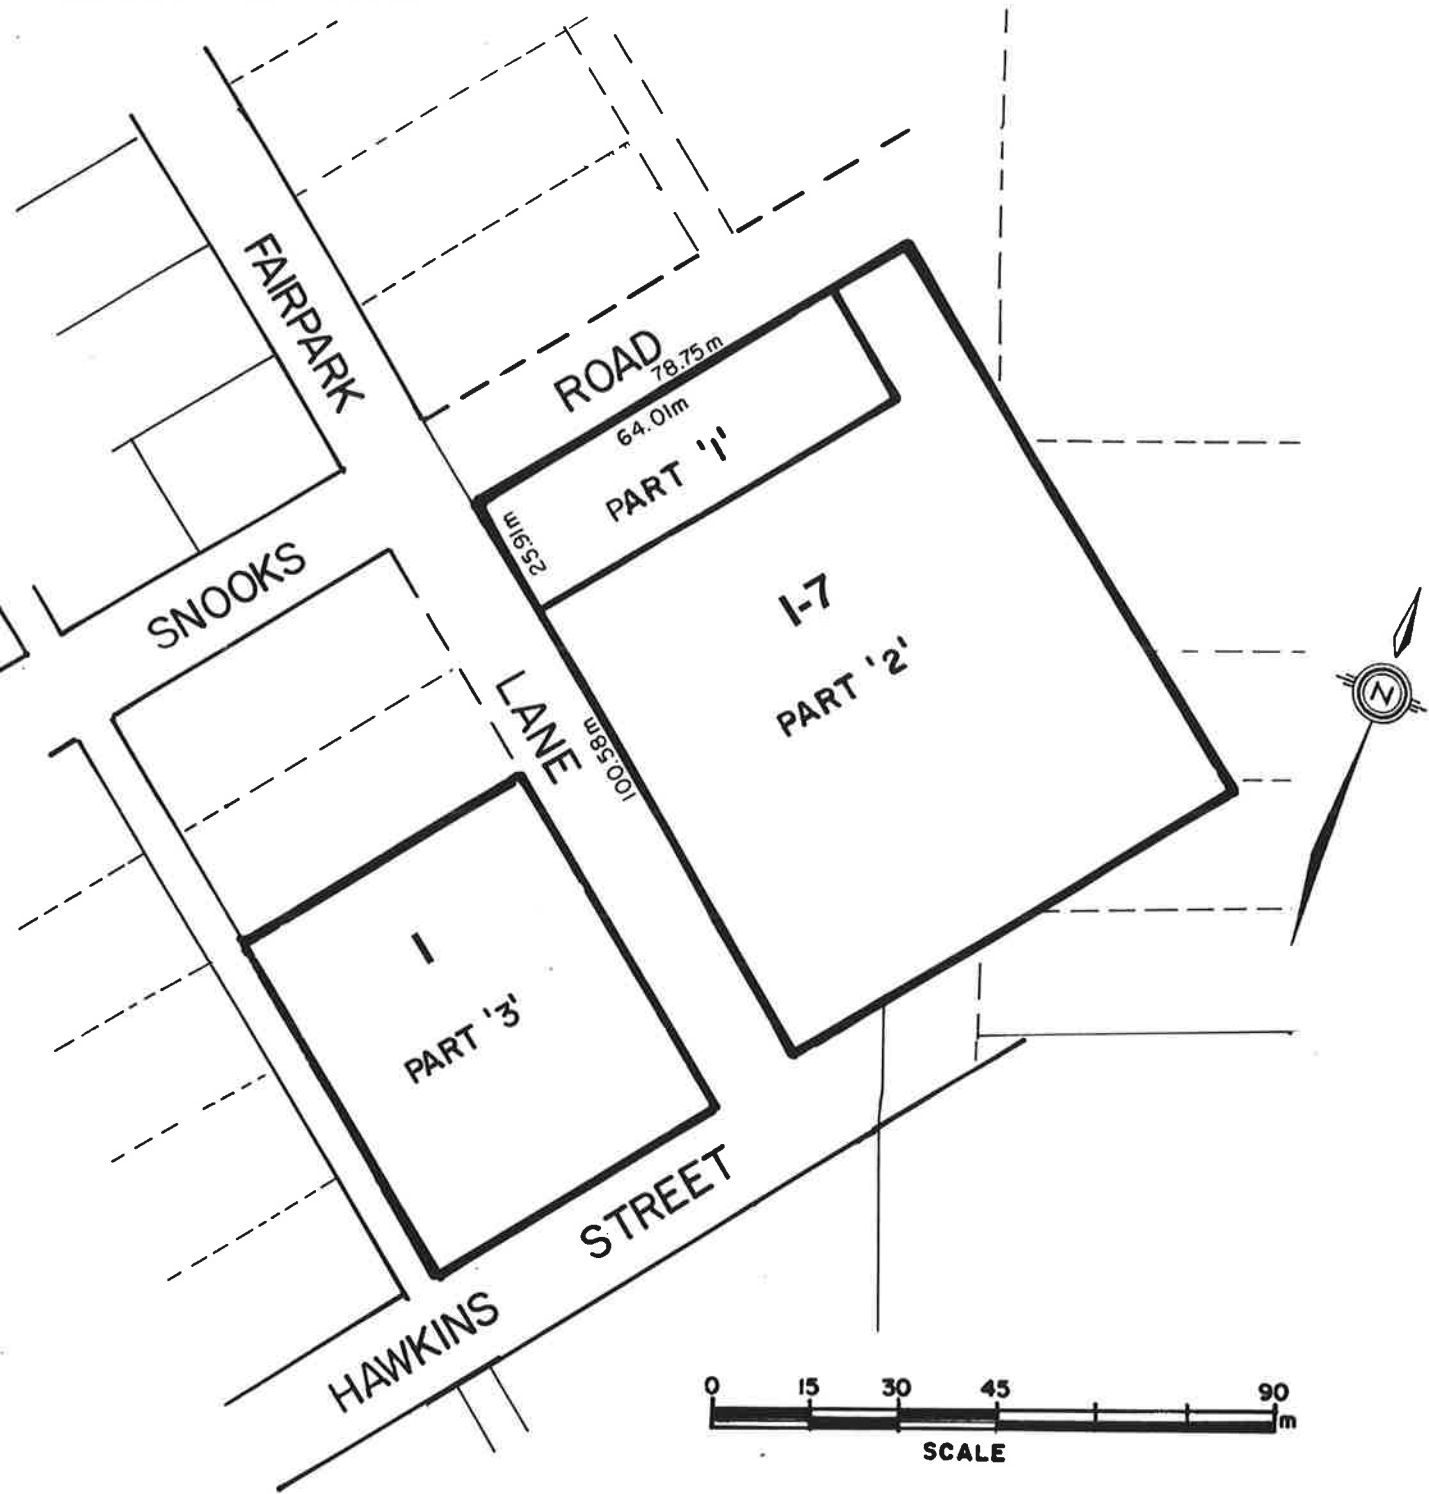 FAIRPARK
ROAD
78.75m
64.01m
PART '1'
25.91m
SNOOKS
1-7
PART '2'
LANE
100.58m
N
1
PART '3'
STREET
HAWKINS
0 15 30 45 90
m
SCALE